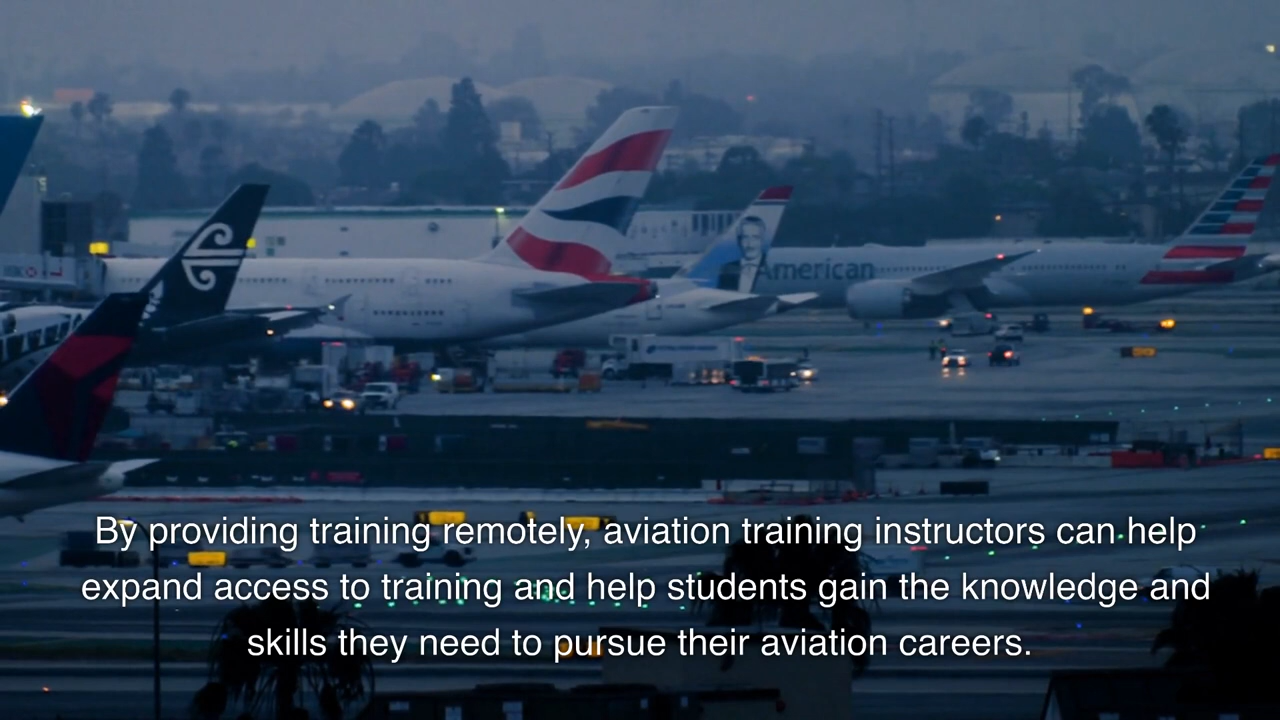 American
By providing training remotely, aviation training instructors can help
expand access to training and help students gain the knowledge and
skills they need to pursue their aviation careers.